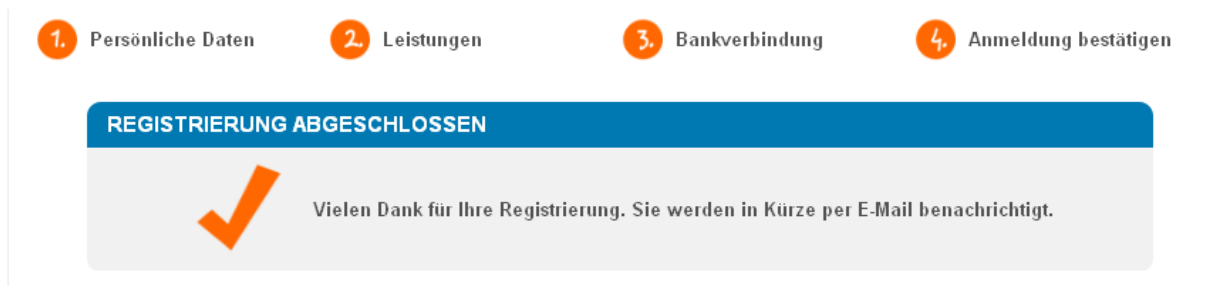 1. Persönliche Daten 2. Leistungen 3. Bankverbindung 4. Anmeldung bestätigen
REGISTRIERUNG ABGESCHLOSSEN
Vielen Dank für Ihre Registrierung. Sie werden in Kürze per E-Mail benachrichtigt.